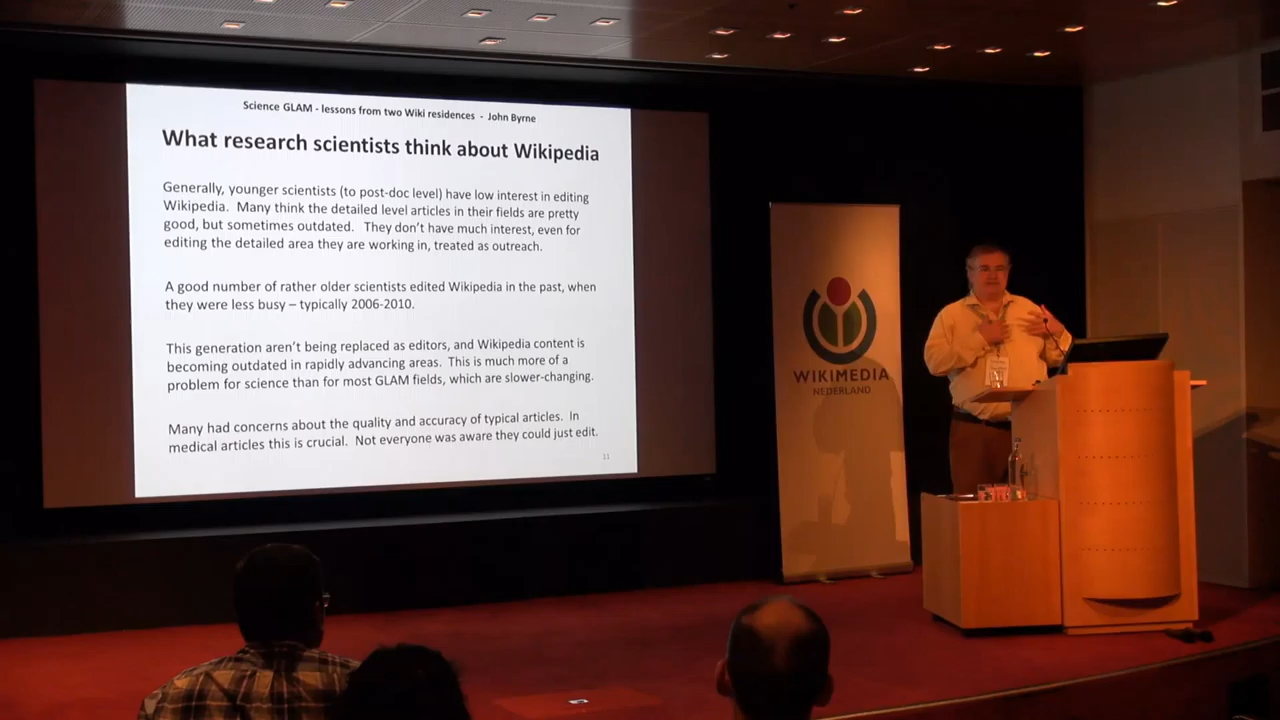 Science GLAM - lessons from two Wiki residences - John Byrne
What research scientists think about Wikipedia
Generally, younger scientists (to post-doc level) have low interest in editing
Wikipedia. Many think the detailed level articles in their fields are pretty
good, but sometimes outdated. They don't have much interest, even for
editing the detailed area they are working in, treated as outreach.
A good number of rather older scientists edited Wikipedia in the past, when
they were less busy – typically 2006-2010.
This generation aren't being replaced as editors, and Wikipedia content is
becoming outdated in rapidly advancing areas. This is much more of a
problem for science than for most GLAM fields, which are slower-changing.
Many had concerns about the quality and accuracy of typical articles. In
medical articles this is crucial. Not everyone was aware they could just edit.
11
WIKIMEDIA
NEDERLAND